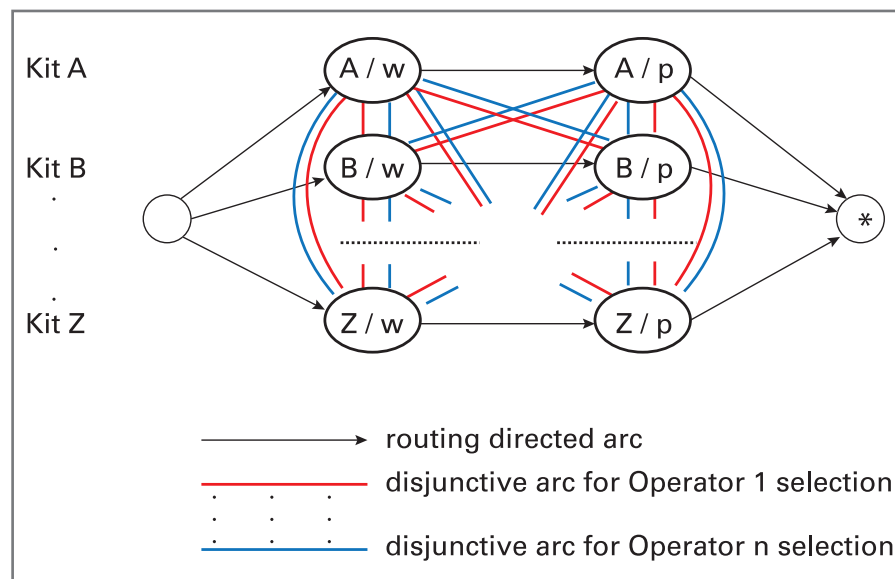 Kit A
A / w
A / p
Kit B
B / w
B / p
*
Kit Z
Z / w
Z / p
routing directed arc
disjunctive arc for Operator 1 selection
disjunctive arc for Operator n selection